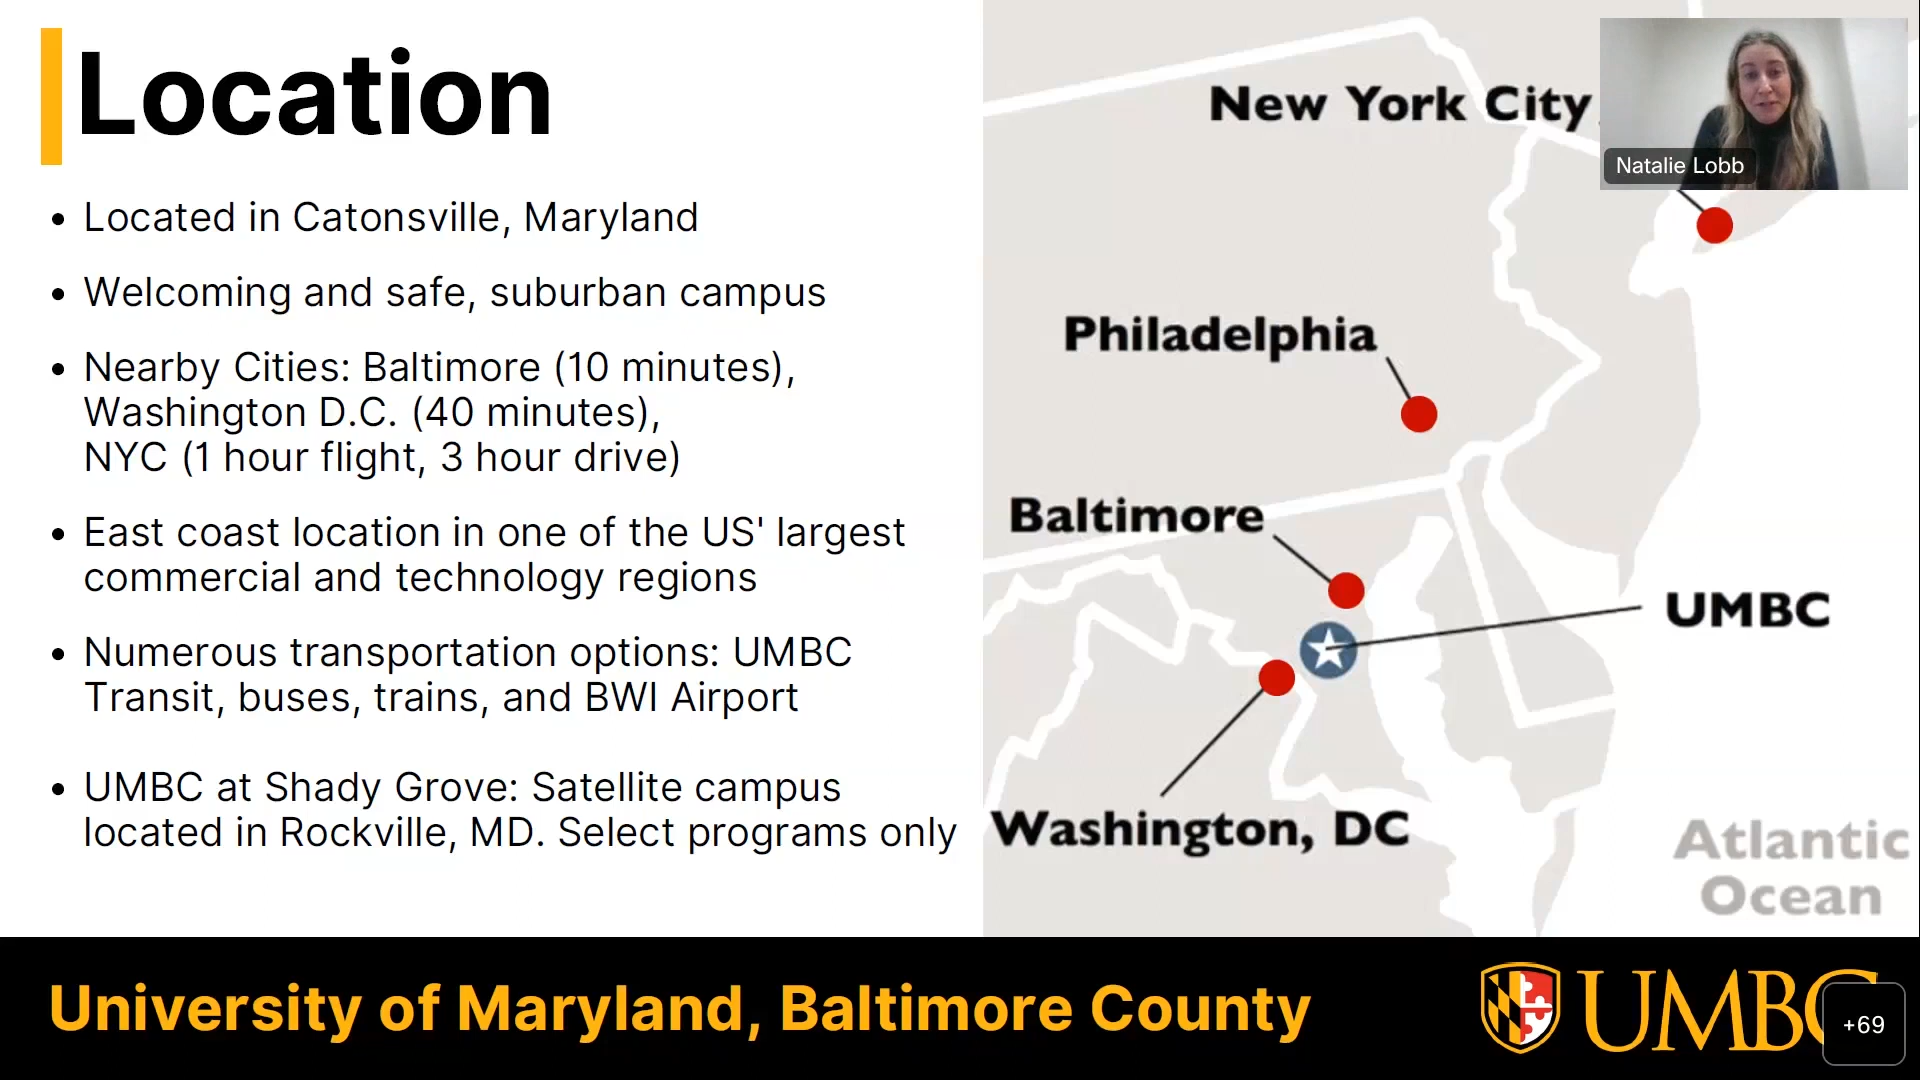 Location
• Located in Catonsville, Maryland
• Welcoming and safe, suburban campus
• Nearby Cities: Baltimore (10 minutes),
Washington D.C. (40 minutes),
NYC (1 hour flight, 3 hour drive)
• East coast location in one of the US' largest
commercial and technology regions
• Numerous transportation options: UMBC
Transit, buses, trains, and BWI Airport
• UMBC at Shady Grove: Satellite campus
located in Rockville, MD. Select programs only
New York City
Natalie Lobb
Philadelphia
Baltimore
UMBC
Washington, DC
Atlantic
Ocean
University of Maryland, Baltimore County
UMBC
+69